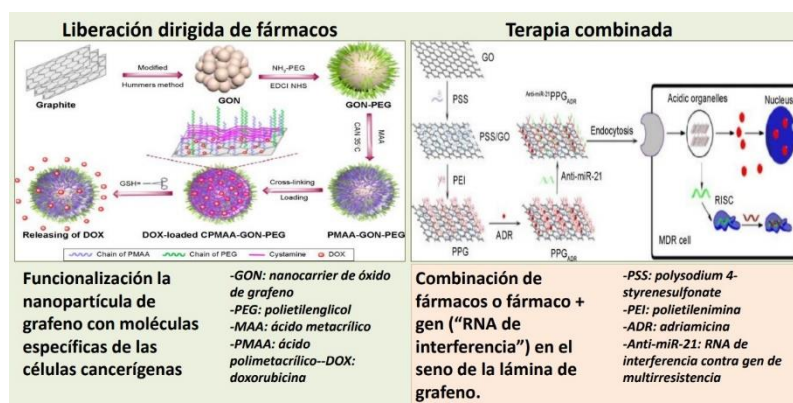 Liberación dirigida de fármacos
Modified
Hummers method
NH₂-PEG
EDCI NHS
Graphite
GON
GON-PEG
MAA
CAN 35 C
GSH=
Cross-linking
Loading
Releasing of DOX
DOX-loaded CPMAA-GON-PEG
PMAA-GON-PEG
Chain of PMAA
Chain of PEG
Cystamine
DOX
Funcionalización la
nanopartícula de
grafeno con moléculas
específicas de las
células cancerígenas
-GON: nanocarrier de óxido
de grafeno
-PEG: polietilenglicol
-MAA: ácido metacrílico
-PMAA: ácido
polimetacrílico--DOX:
doxorubicina
Terapia combinada
GO
PSS
PSS/GO
PEI
PPG
ADR
PPG ADR
Anti-miR-21
Anti-miR-21PPG ADR
Endocytosis
Acidic organelles
Nucleus
RISC
MDR cell
Combinación de
fármacos o fármaco +
gen (“RNA de
interferencia”) en el
seno de la lámina de
grafeno.
-PSS: polysodium 4-
styrenesulfonate
-PEI: polietilenimina
-ADR: adriamicina
-Anti-miR-21: RNA de
interferencia contra gen de
multirresistencia